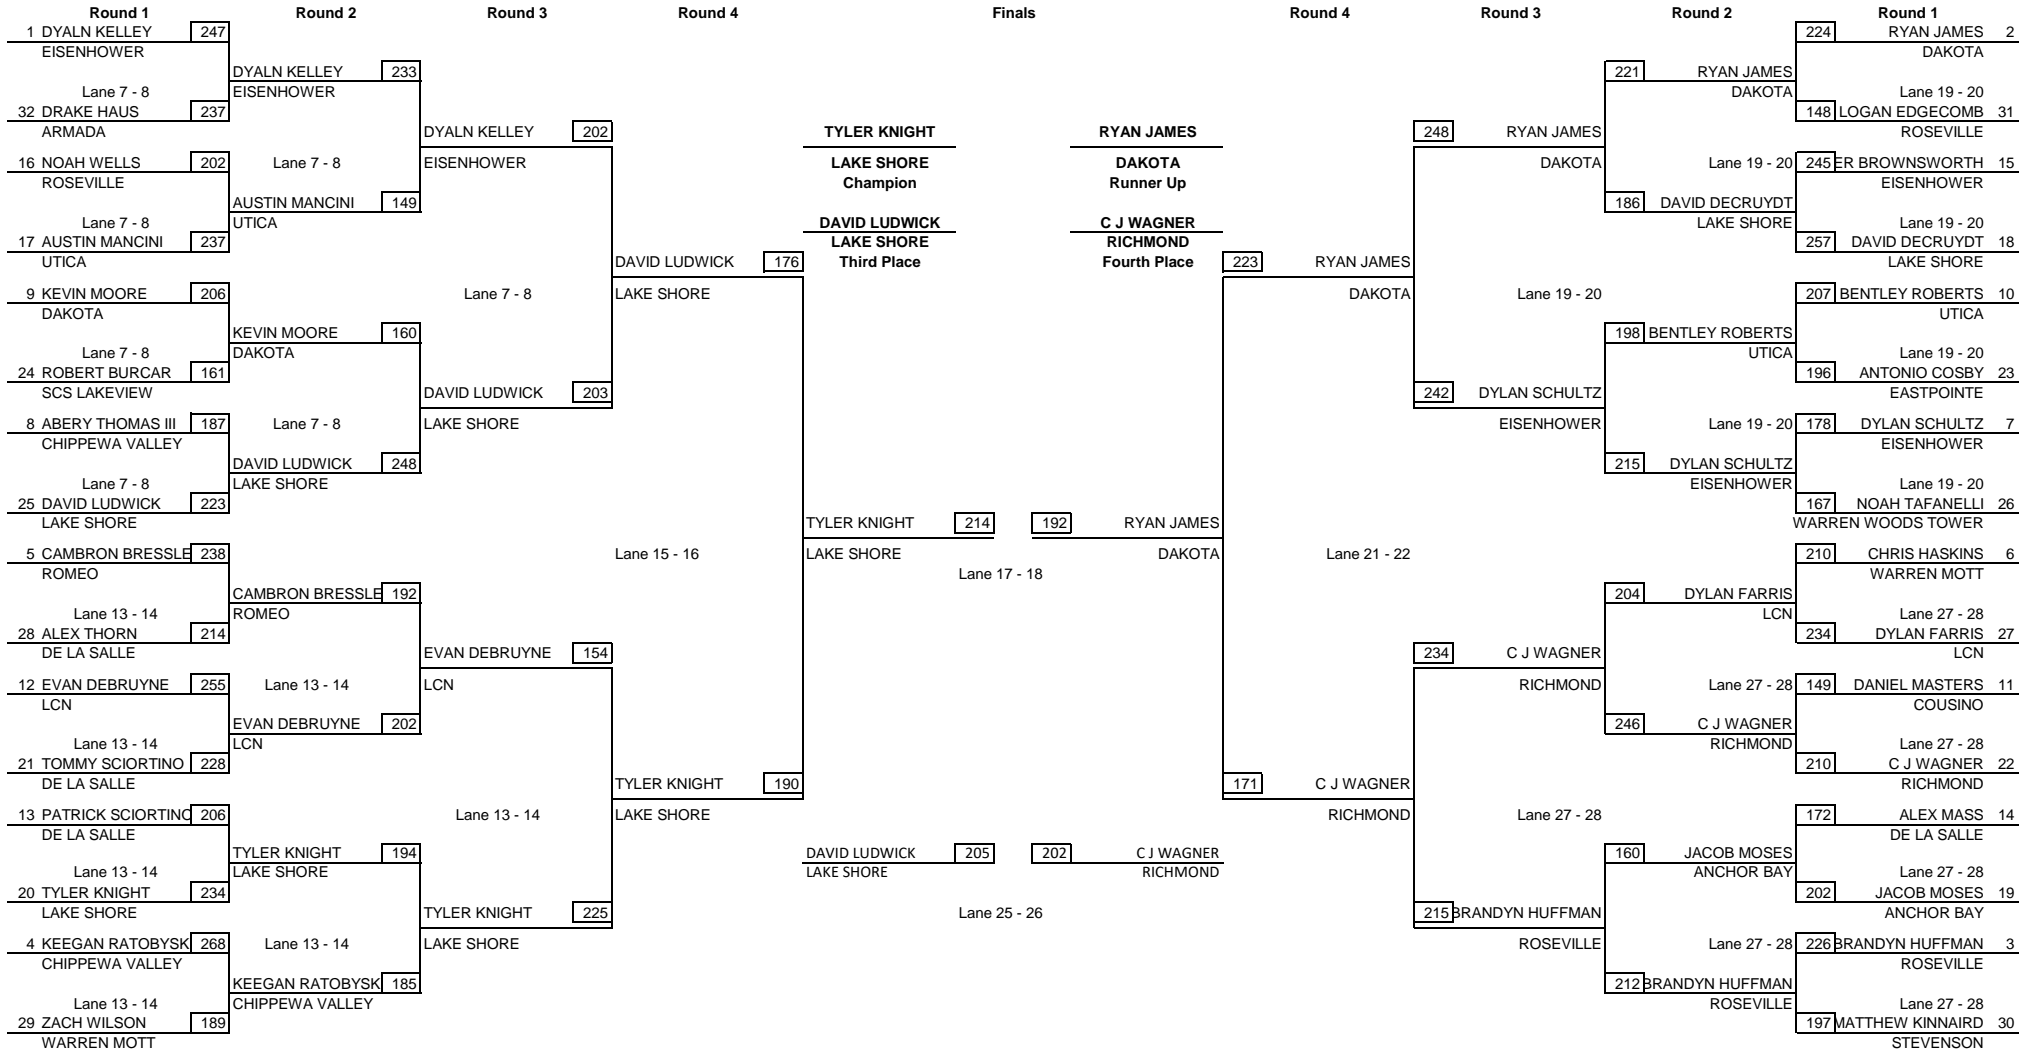 Round 1 Round 2 Round 3 Round 4 Finals Round 4 Round 3 Round 2 Round 1
1 DYALN KELLEY 247 224 RYAN JAMES 2
EISENHOWER DAKOTA
DYALN KELLEY 233 221 RYAN JAMES
Lane 7 - 8 EISENHOWER DAKOTA Lane 19 - 20
32 DRAKE HAUS 237 148 LOGAN EDGECOMB 31
ARMADA DYALN KELLEY 202 TYLER KNIGHT RYAN JAMES 248 RYAN JAMES ROSEVILLE
16 NOAH WELLS 202 Lane 7 - 8 EISENHOWER LAKE SHORE DAKOTA DAKOTA Lane 19 - 20 245 ER BROWNSWORTH 15
ROSEVILLE Champion Runner Up EISENHOWER
AUSTIN MANCINI 149 186 DAVID DECRUYDT
Lane 7 - 8 UTICA DAVID LUDWICK C J WAGNER LAKE SHORE Lane 19 - 20
17 AUSTIN MANCINI 237 LAKE SHORE RICHMOND 257 DAVID DECRUYDT 18
UTICA DAVID LUDWICK 176 Third Place Fourth Place 223 RYAN JAMES LAKE SHORE
9 KEVIN MOORE 206 Lane 7 - 8 LAKE SHORE DAKOTA Lane 19 - 20 207 BENTLEY ROBERTS 10
DAKOTA UTICA
KEVIN MOORE 160 198 BENTLEY ROBERTS
Lane 7 - 8 DAKOTA UTICA Lane 19 - 20
24 ROBERT BURCAR 161 196 ANTONIO COSBY 23
SCS LAKEVIEW DAVID LUDWICK 203 242 DYLAN SCHULTZ EASTPOINTE
8 ABERY THOMAS III 187 Lane 7 - 8 LAKE SHORE EISENHOWER Lane 19 - 20 178 DYLAN SCHULTZ 7
CHIPPEWA VALLEY EISENHOWER
DAVID LUDWICK 248 215 DYLAN SCHULTZ
Lane 7 - 8 LAKE SHORE EISENHOWER Lane 19 - 20
25 DAVID LUDWICK 223 167 NOAH TAFANELLI 26
LAKE SHORE TYLER KNIGHT 214 192 RYAN JAMES WARREN WOODS TOWER
5 CAMBRON BRESSLE 238 Lane 15 - 16 LAKE SHORE DAKOTA Lane 21 - 22 210 CHRIS HASKINS 6
ROMEO Lane 17 - 18 WARREN MOTT
CAMBRON BRESSLE 192 204 DYLAN FARRIS
Lane 13 - 14 ROMEO LCN Lane 27 - 28
28 ALEX THORN 214 234 DYLAN FARRIS 27
DE LA SALLE EVAN DEBRUYNE 154 234 C J WAGNER LCN
12 EVAN DEBRUYNE 255 Lane 13 - 14 LCN RICHMOND Lane 27 - 28 149 DANIEL MASTERS 11
LCN COUSINO
EVAN DEBRUYNE 202 246 C J WAGNER
Lane 13 - 14 LCN RICHMOND Lane 27 - 28
21 TOMMY SCIORTINO 228 210 C J WAGNER 22
DE LA SALLE TYLER KNIGHT 190 171 C J WAGNER RICHMOND
13 PATRICK SCIORTINO 206 Lane 13 - 14 LAKE SHORE RICHMOND Lane 27 - 28 172 ALEX MASS 14
DE LA SALLE DE LA SALLE
TYLER KNIGHT 194 DAVID LUDWICK 205 202 C J WAGNER 160 JACOB MOSES
Lane 13 - 14 LAKE SHORE LAKE SHORE RICHMOND ANCHOR BAY Lane 27 - 28
20 TYLER KNIGHT 234 202 JACOB MOSES 19
LAKE SHORE TYLER KNIGHT 225 Lane 25 - 26 215 BRANDYN HUFFMAN ANCHOR BAY
4 KEEGAN RATOBYSK 268 Lane 13 - 14 LAKE SHORE ROSEVILLE Lane 27 - 28 226 BRANDYN HUFFMAN 3
CHIPPEWA VALLEY ROSEVILLE
KEEGAN RATOBYSK 185 212 BRANDYN HUFFMAN
Lane 13 - 14 CHIPPEWA VALLEY ROSEVILLE Lane 27 - 28
29 ZACH WILSON 189 197 MATTHEW KINNAIRD 30
WARREN MOTT STEVENSON